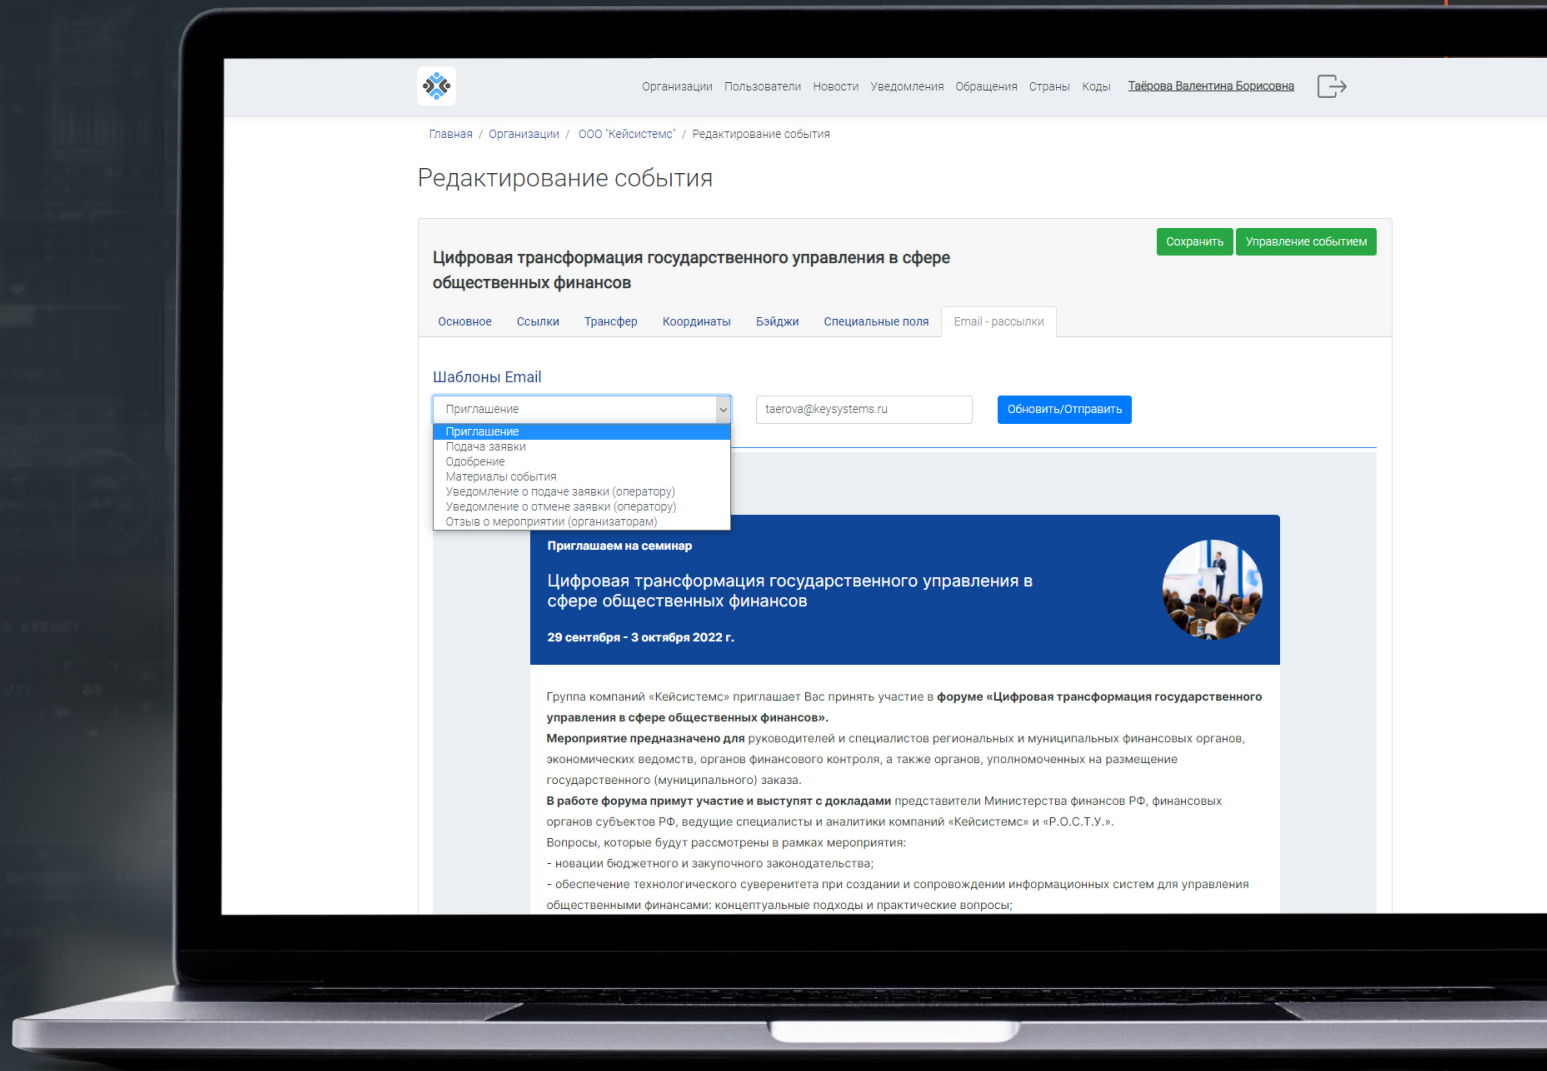 Организации Пользователи Новости Уведомления Обращения Страны Коды Таёрова Валентина Борисовна
Главная / Организации / ООО "Кейсистемс" / Редактирование события
Редактирование события
Сохранить Управление событием
Цифровая трансформация государственного управления в сфере
общественных финансов
Основное Ссылки Трансфер Координаты Бэйджи Специальные поля Email - рассылки
Шаблоны Email
Приглашение taerova@keysystems.ru Обновить/Отправить
Приглашение
Подача заявки
Одобрение
Материалы события
Уведомление о подаче заявки (оператору)
Уведомление о отмене заявки (оператору)
Отзыв о мероприятии (организаторам)
Приглашаем на семинар
Цифровая трансформация государственного управления в
сфере общественных финансов
29 сентября - 3 октября 2022 г.
Группа компаний «Кейсистемс» приглашает Вас принять участие в форуме «Цифровая трансформация государственного
управления в сфере общественных финансов».
Мероприятие предназначено для руководителей и специалистов региональных и муниципальных финансовых органов,
экономических ведомств, органов финансового контроля, а также органов, уполномоченных на размещение
государственного (муниципального) заказа.
В работе форума примут участие и выступят с докладами представители Министерства финансов РФ, финансовых
органов субъектов РФ, ведущие специалисты и аналитики компаний «Кейсистемс» и «Р.О.С.Т.У.».
Вопросы, которые будут рассмотрены в рамках мероприятия:
- новации бюджетного и закупочного законодательства;
- обеспечение технологического суверенитета при создании и сопровождении информационных систем для управления
общественными финансами: концептуальные подходы и практические вопросы;